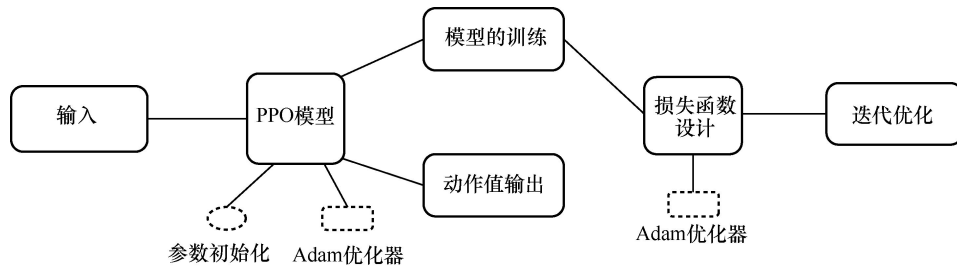 模型的训练
输入
PPO模型
损失函数
设计
迭代优化
动作值输出
参数初始化
Adam优化器
Adam优化器